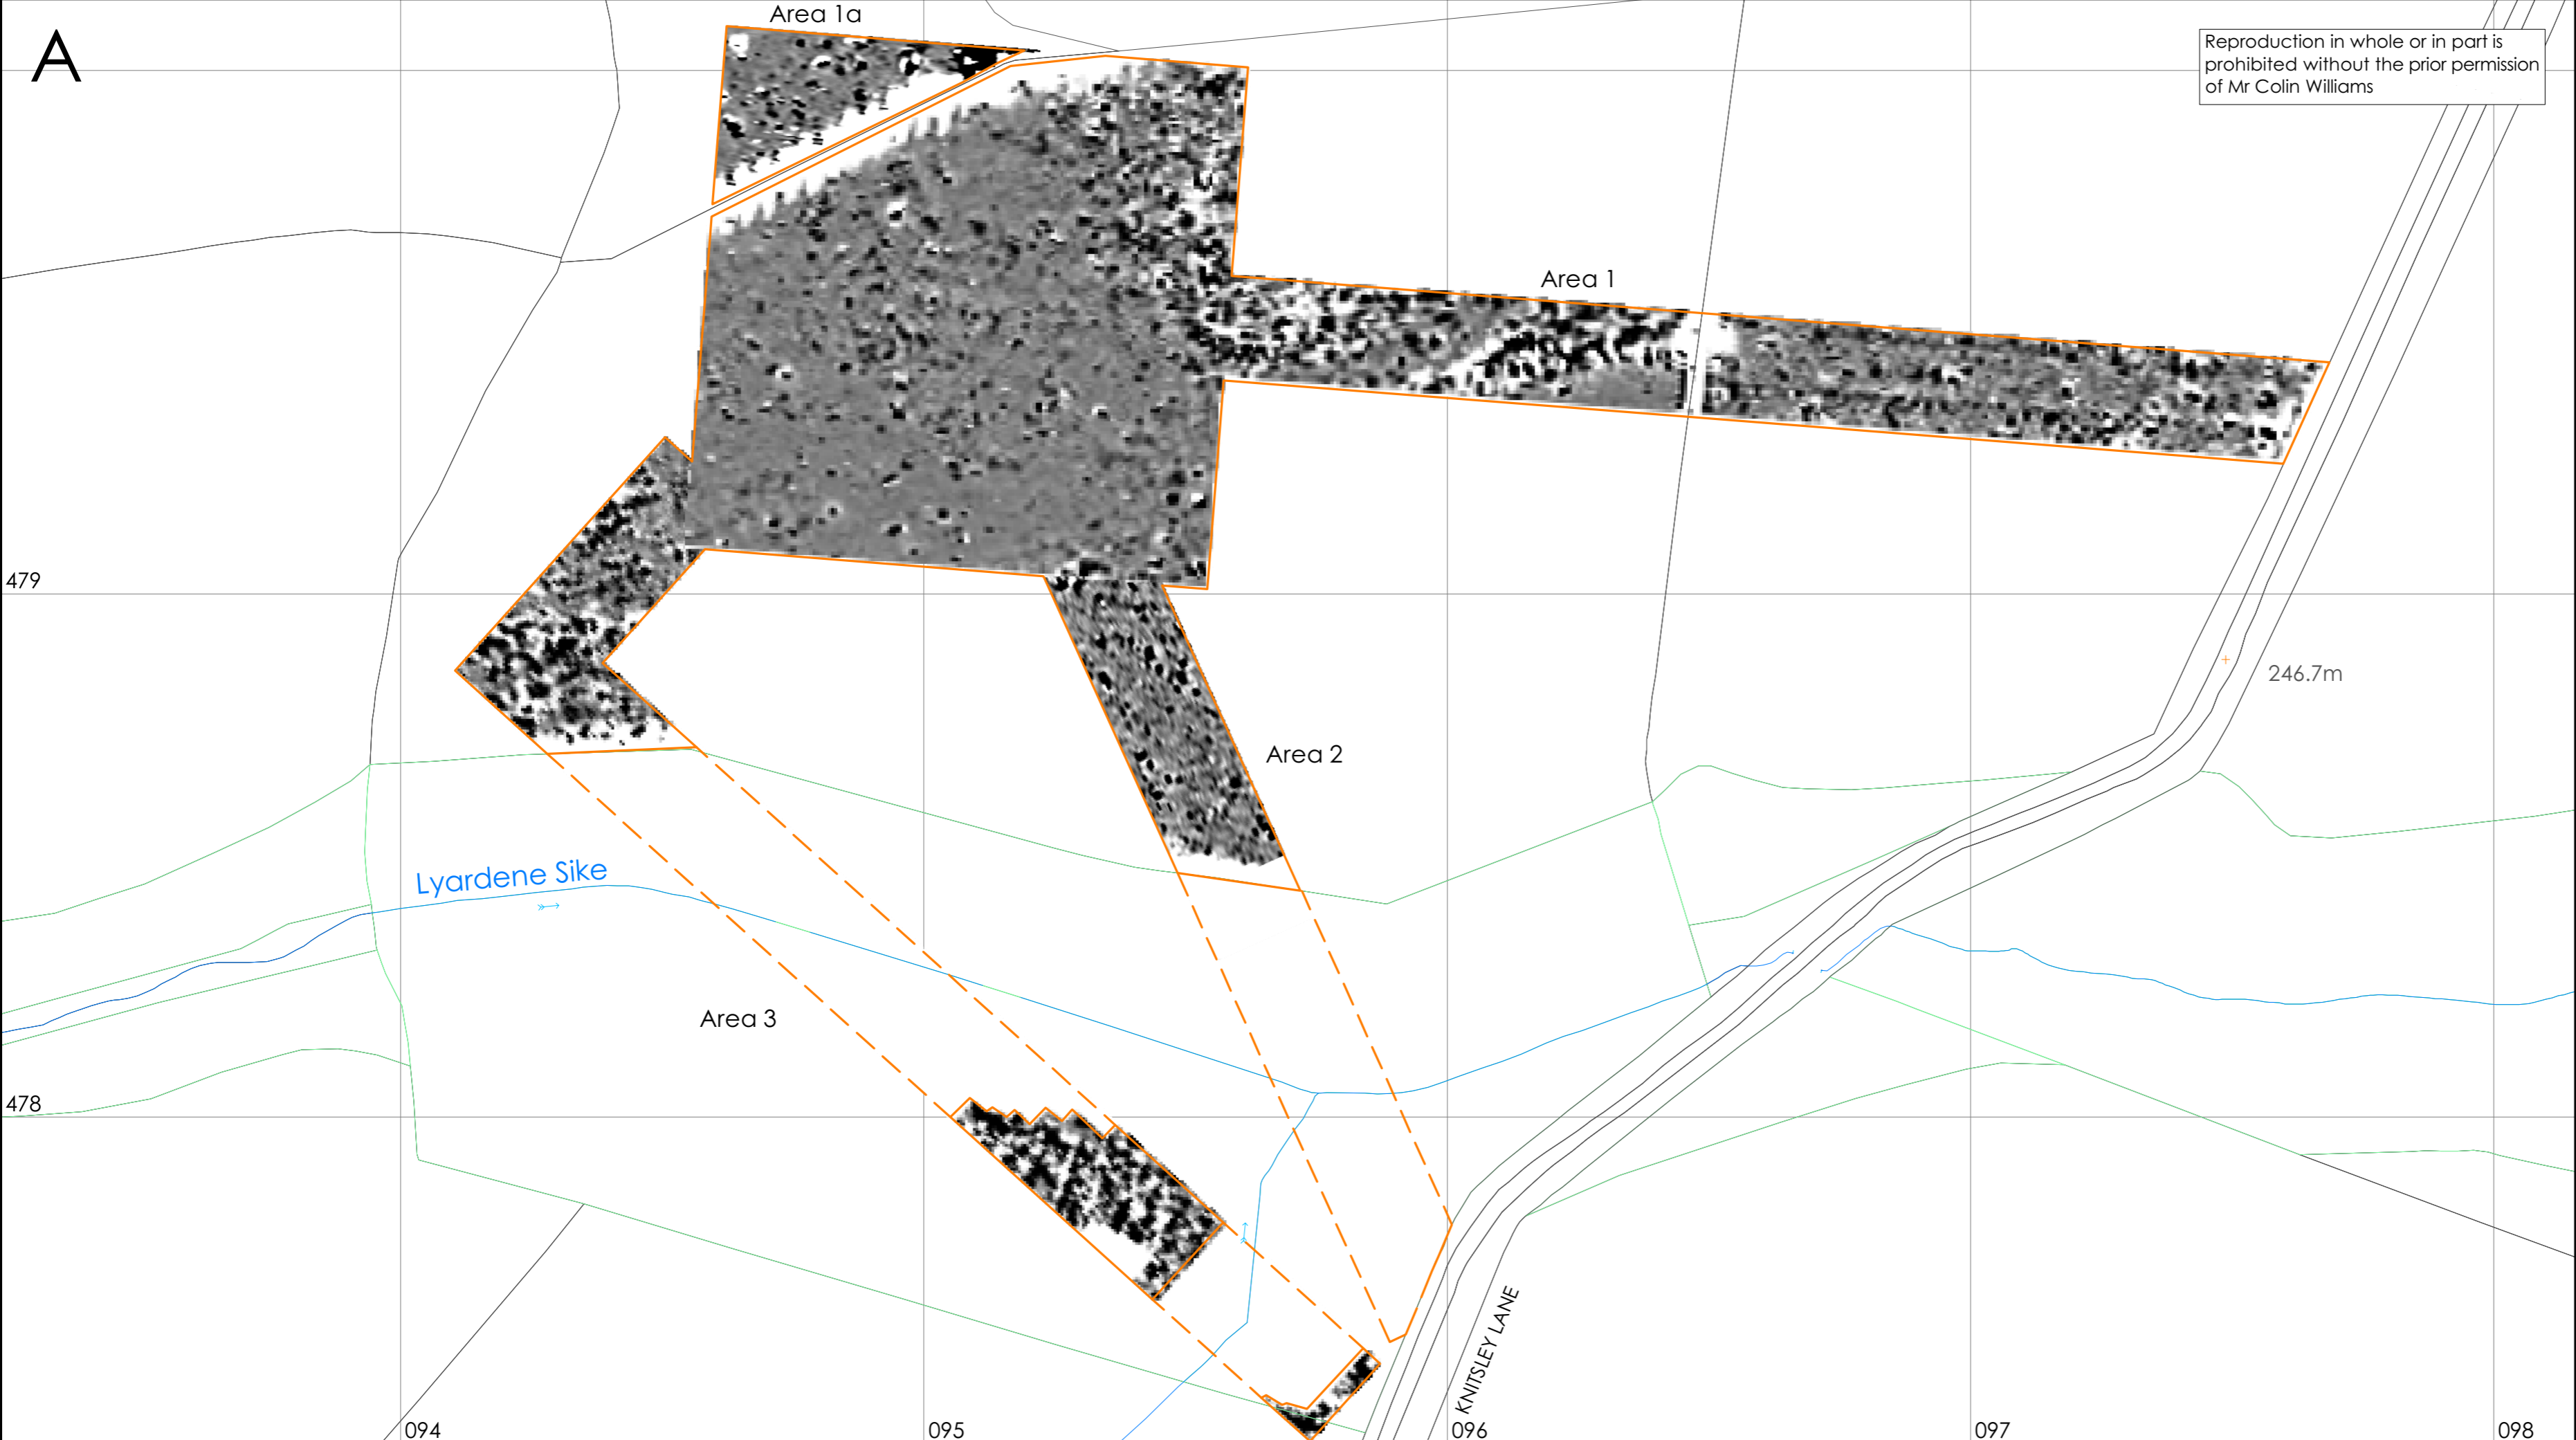 Area 1a
A
Reproduction in whole or in part is
prohibited without the prior permission
of Mr Colin Williams
Area 1
479
246.7m
Area 2
Lyardene Sike
Area 3
478
KNITSLEY LANE
094
095
096
097
098